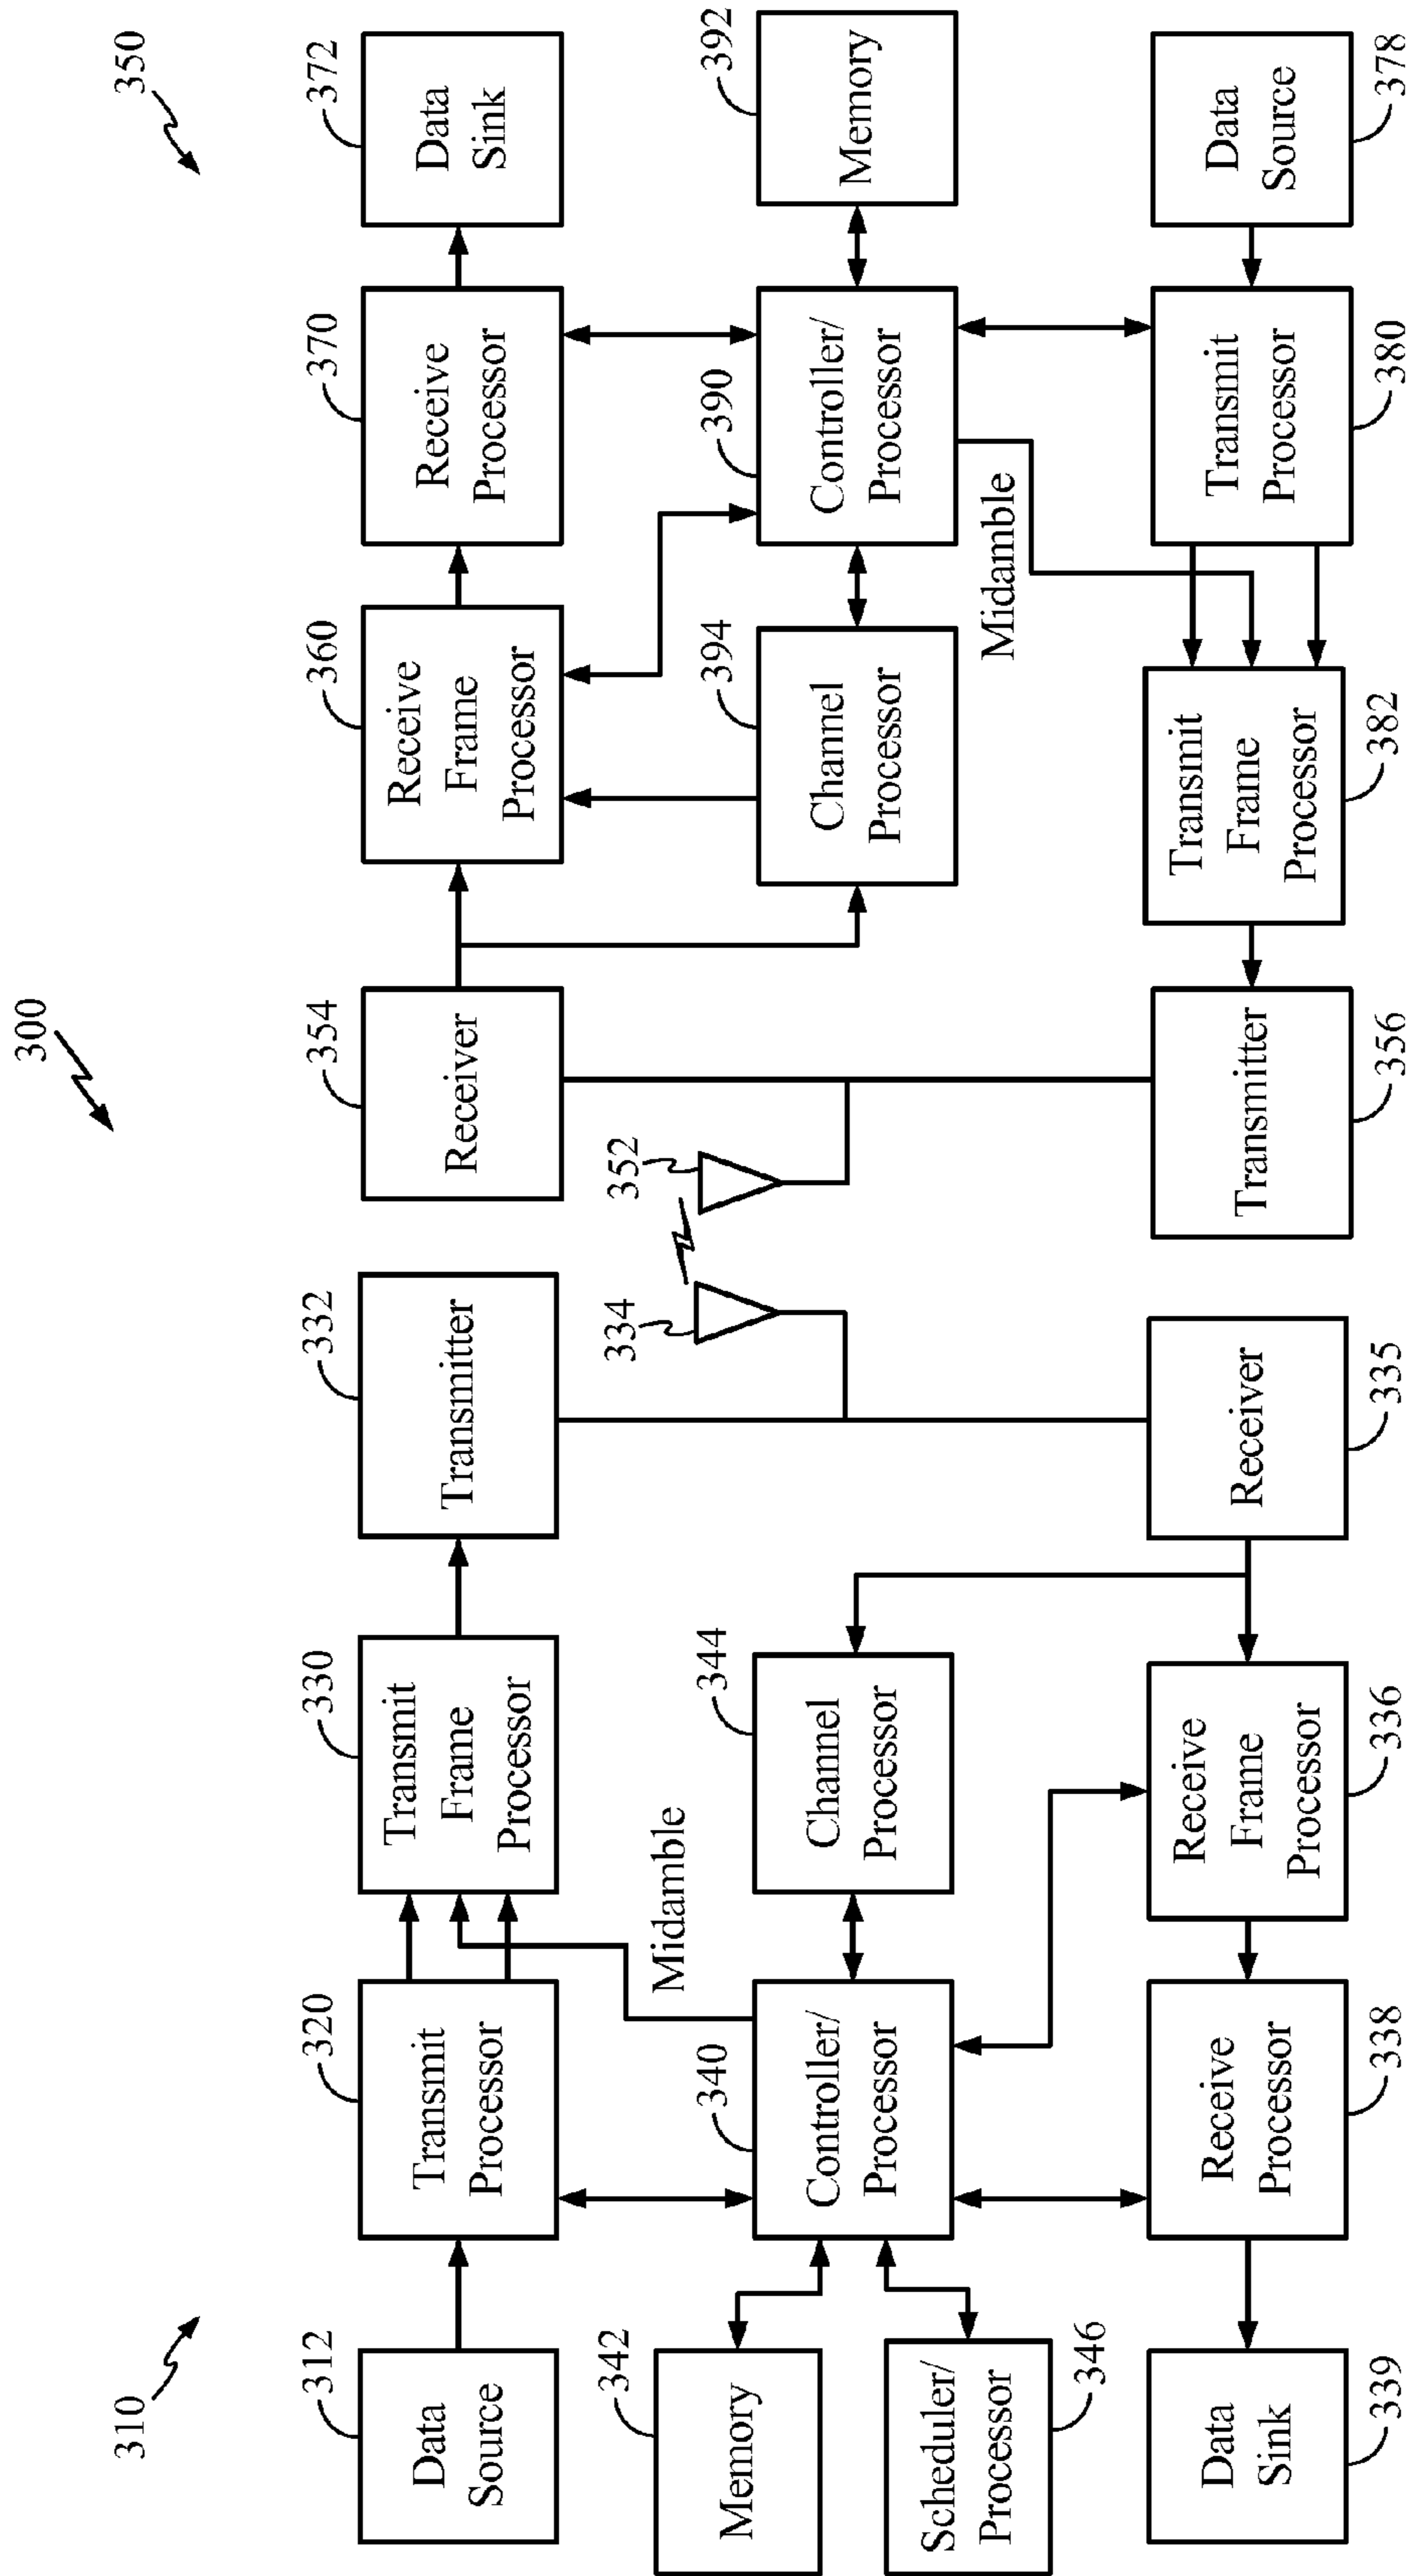 300
310
350
312
Data
Source
320
Transmit
Processor
330
Transmit
Frame
Processor
332
Transmitter
354
Receiver
360
Receive
Frame
Processor
370
Receive
Processor
372
Data
Sink
Midamble
334
352
342
Memory
340
Controller/
Processor
344
Channel
Processor
394
Channel
Processor
390
Controller/
Processor
392
Memory
Scheduler/
Processor
346
Midamble
Data
Sink
339
Receive
Processor
338
Receive
Frame
Processor
336
Receiver
335
Transmitter
356
Transmit
Frame
Processor
382
Transmit
Processor
380
Data
Source
378